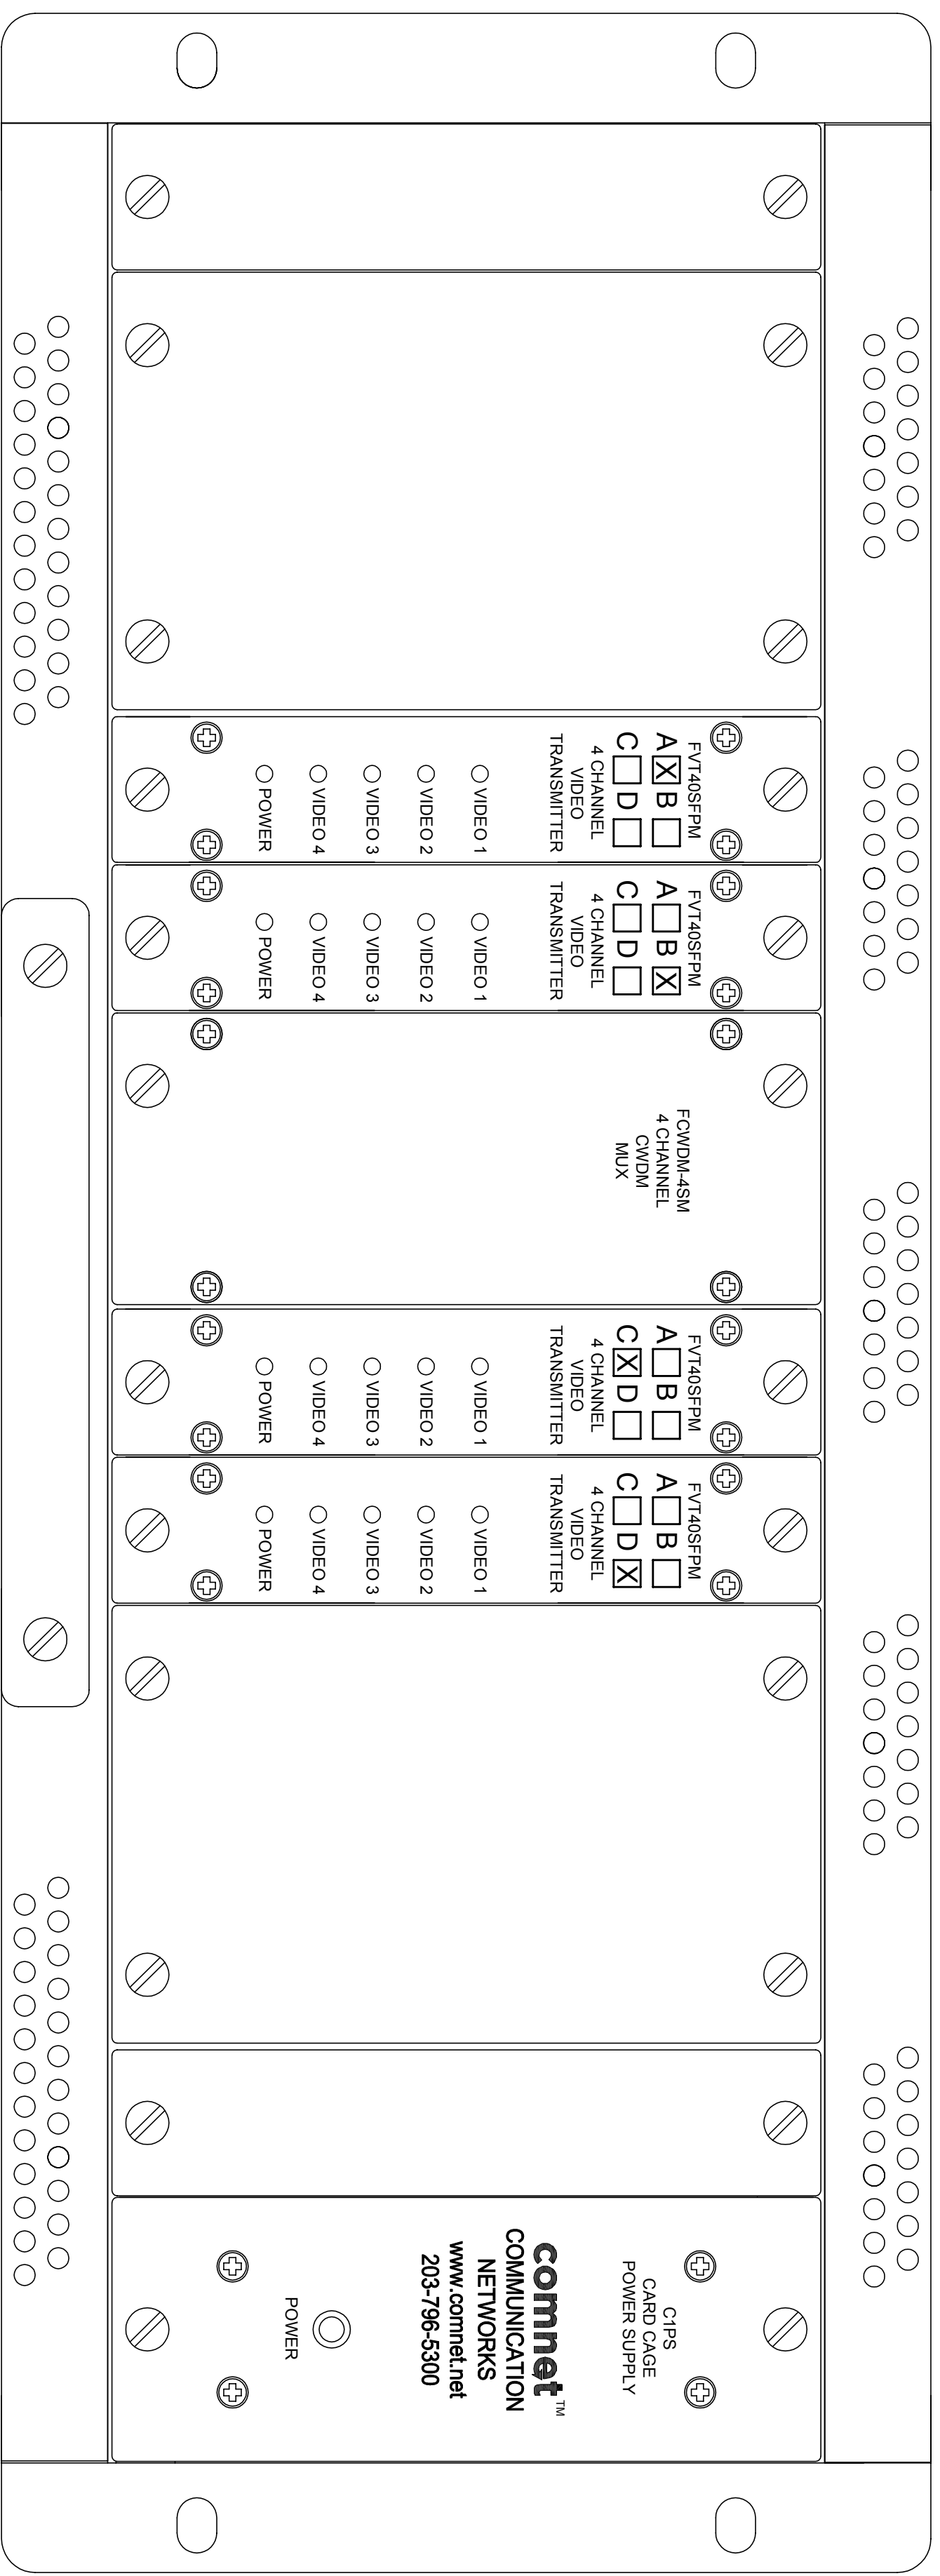 FVT40SFPM
A X B
C D
4 CHANNEL
VIDEO
TRANSMITTER
VIDEO 1
VIDEO 2
VIDEO 3
VIDEO 4
POWER
FVT40SFPM
A B X
C D
4 CHANNEL
VIDEO
TRANSMITTER
VIDEO 1
VIDEO 2
VIDEO 3
VIDEO 4
POWER
FCWDM-4SM
4 CHANNEL
CWDM
MUX
FVT40SFPM
A B
C X D
4 CHANNEL
VIDEO
TRANSMITTER
VIDEO 1
VIDEO 2
VIDEO 3
VIDEO 4
POWER
FVT40SFPM
A B
C D X
4 CHANNEL
VIDEO
TRANSMITTER
VIDEO 1
VIDEO 2
VIDEO 3
VIDEO 4
POWER
C1PS
CARD CAGE
POWER SUPPLY
comnet™
COMMUNICATION
NETWORKS
www.comnet.net
203-796-5300
POWER